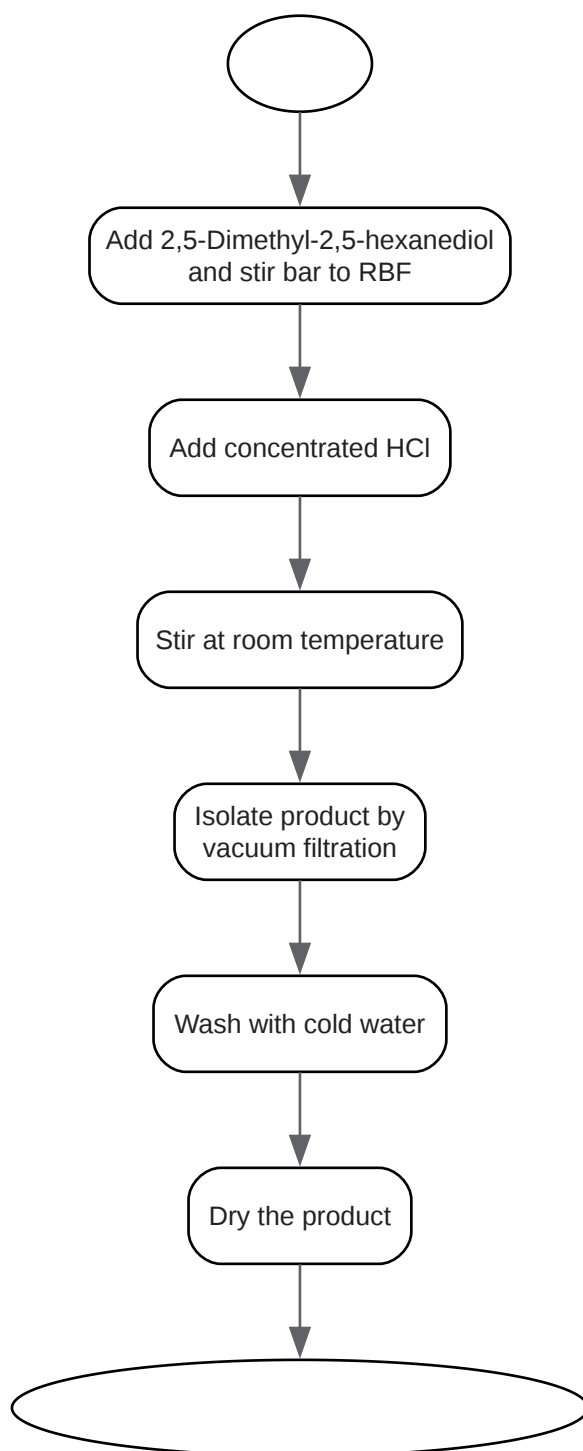 Add 2,5-Dimethyl-2,5-hexanediol
and stir bar to RBF
Add concentrated HCl
Stir at room temperature
Isolate product by
vacuum filtration
Wash with cold water
Dry the product